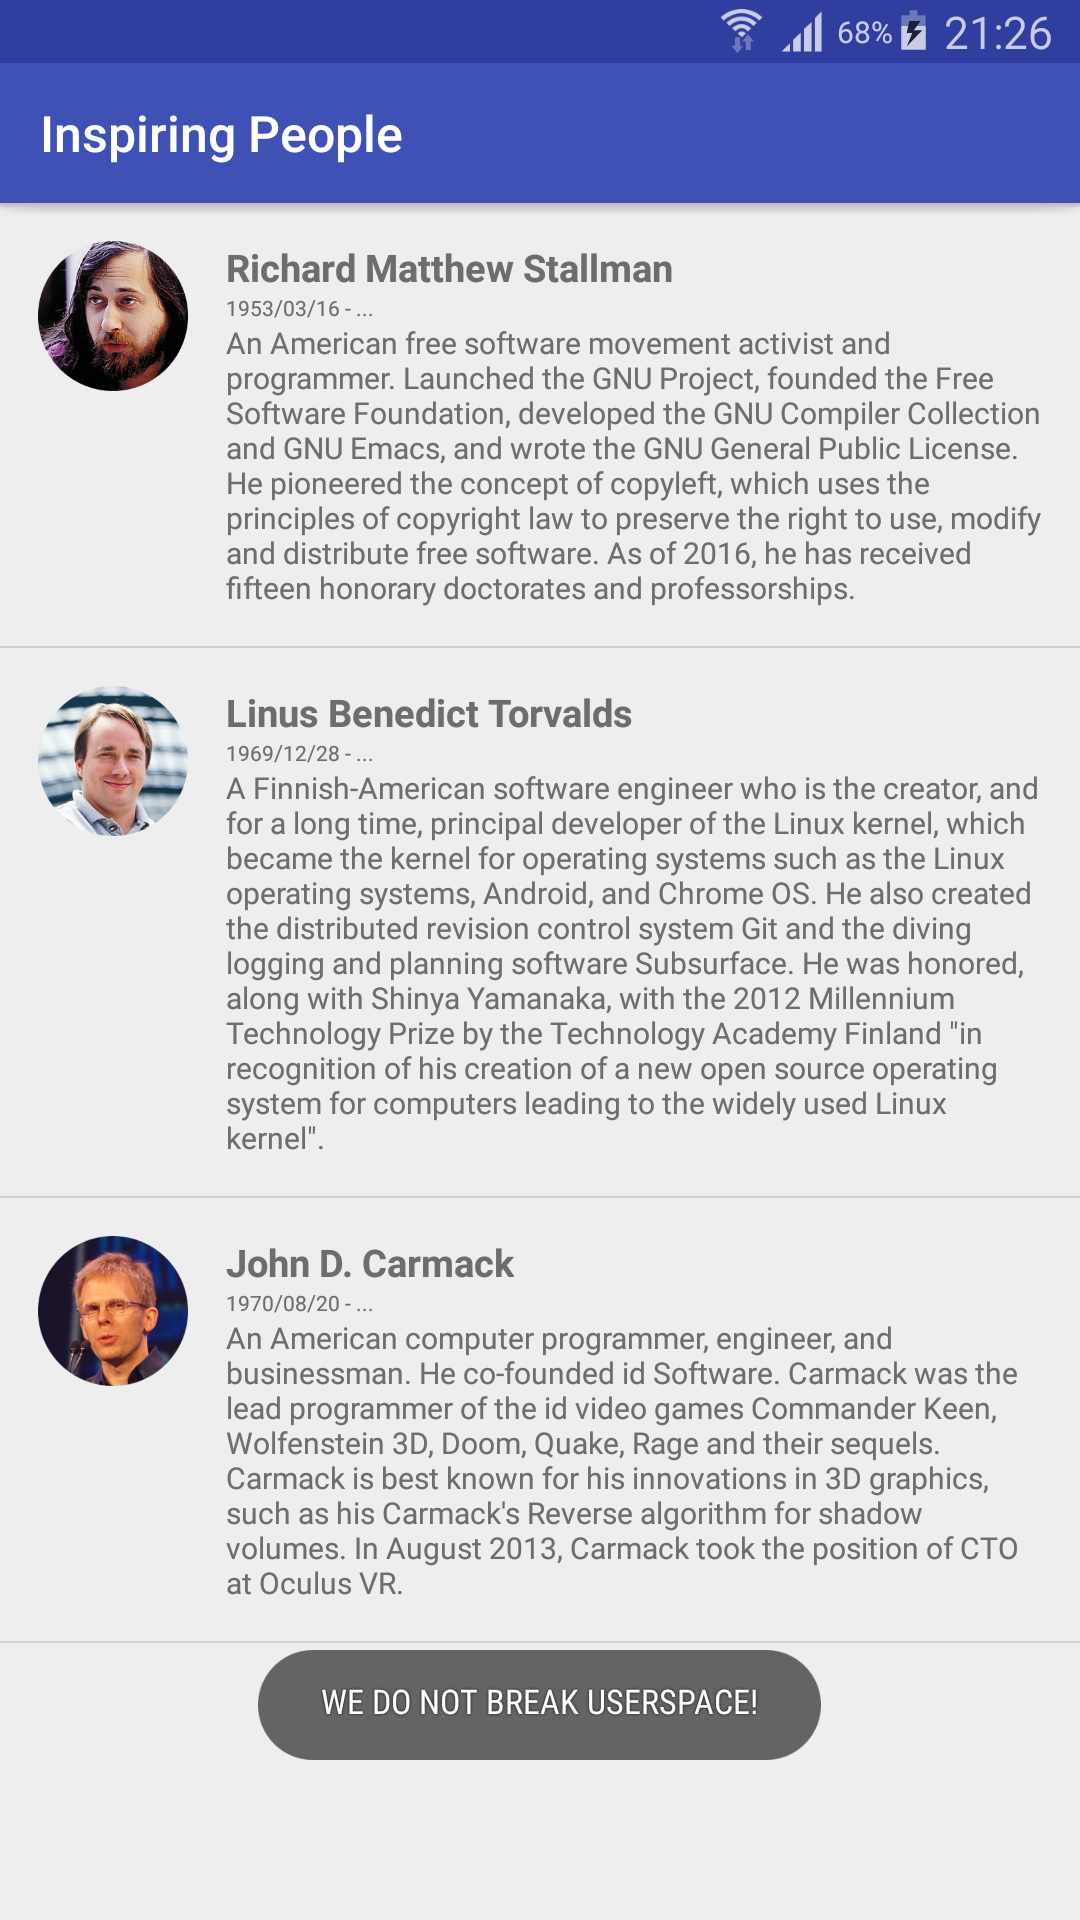 68% 21:26
Inspiring People
Richard Matthew Stallman
1953/03/16 - ...
An American free software movement activist and
programmer. Launched the GNU Project, founded the Free
Software Foundation, developed the GNU Compiler Collection
and GNU Emacs, and wrote the GNU General Public License.
He pioneered the concept of copyleft, which uses the
principles of copyright law to preserve the right to use, modify
and distribute free software. As of 2016, he has received
fifteen honorary doctorates and professorships.
Linus Benedict Torvalds
1969/12/28 - ...
A Finnish-American software engineer who is the creator, and
for a long time, principal developer of the Linux kernel, which
became the kernel for operating systems such as the Linux
operating systems, Android, and Chrome OS. He also created
the distributed revision control system Git and the diving
logging and planning software Subsurface. He was honored,
along with Shinya Yamanaka, with the 2012 Millennium
Technology Prize by the Technology Academy Finland "in
recognition of his creation of a new open source operating
system for computers leading to the widely used Linux
kernel".
John D. Carmack
1970/08/20 - ...
An American computer programmer, engineer, and
businessman. He co-founded id Software. Carmack was the
lead programmer of the id video games Commander Keen,
Wolfenstein 3D, Doom, Quake, Rage and their sequels.
Carmack is best known for his innovations in 3D graphics,
such as his Carmack's Reverse algorithm for shadow
volumes. In August 2013, Carmack took the position of CTO
at Oculus VR.
WE DO NOT BREAK USERSPACE!